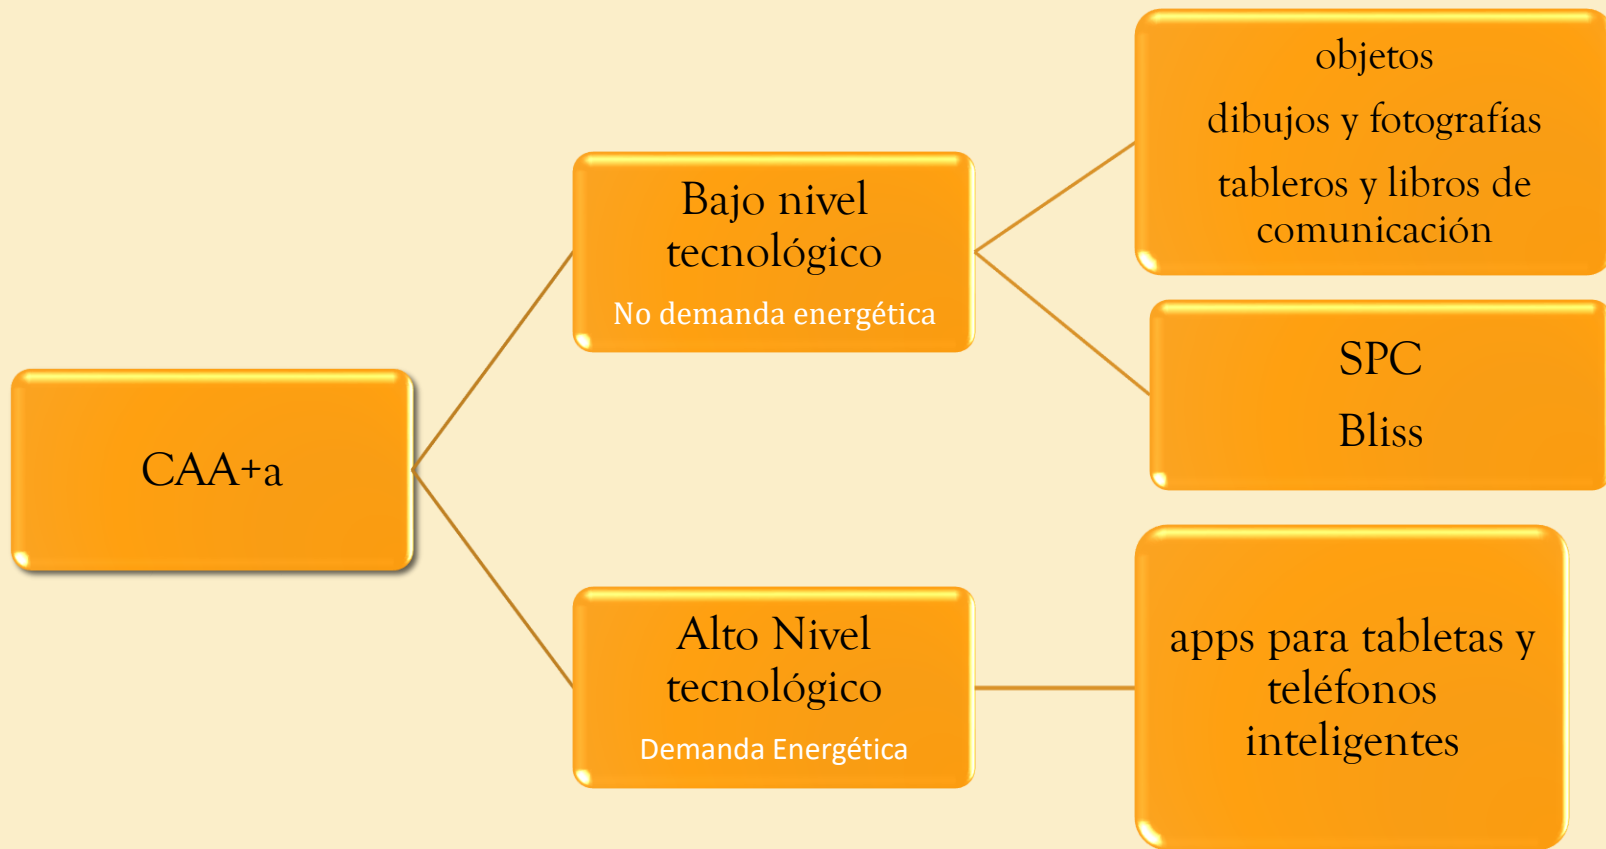 CAA+a
Bajo nivel
tecnológico
No demanda energética
objetos
dibujos y fotografías
tableros y libros de
comunicación
SPC
Bliss
Alto Nivel
tecnológico
Demanda Energética
apps para tabletas y
teléfonos
inteligentes